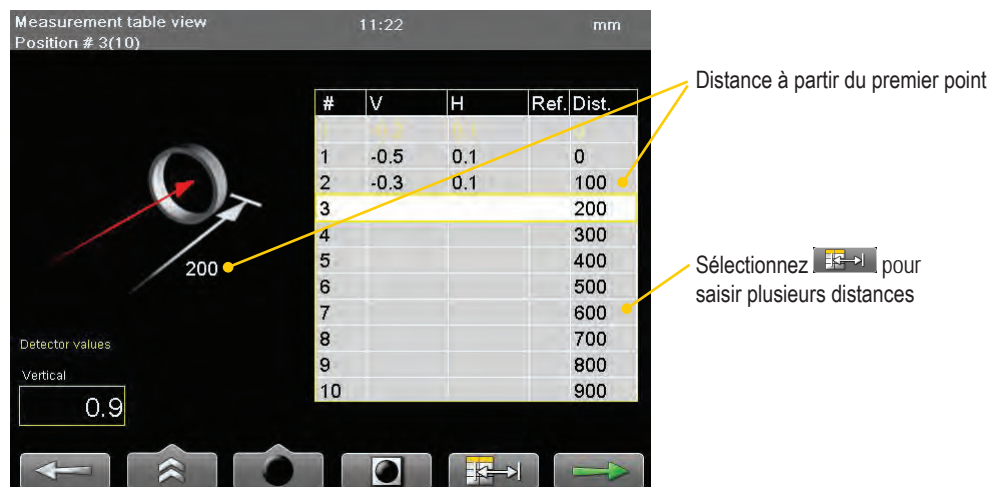 Measurement table view 11:22 mm
Position # 3(10)
Distance à partir du premier point
# V H Ref. Dist.
1 -0.5 0.1 0
2 -0.3 0.1 100
3 200
4 300
5 400
6 500
7 600
8 700
9 800
10 900
200
Sélectionnez pour
saisir plusieurs distances
Detector values
Vertical
0.9